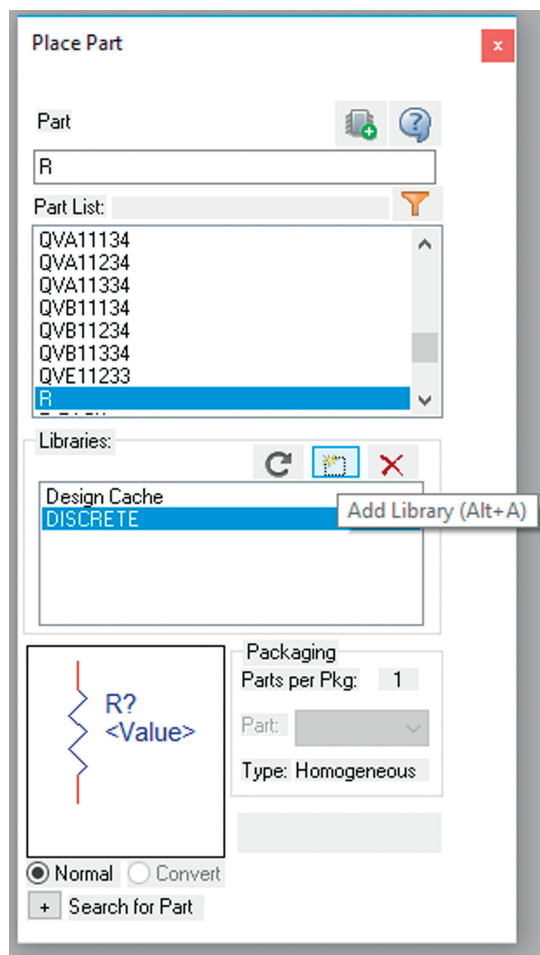 Place Part
x
Part
?
R
Part List:
QVA11134
QVA11234
QVA11334
QVB11134
QVB11234
QVB11334
QVE11233
R
Libraries:
Design Cache
DISCRETE
Add Library (Alt+A)
R?
<Value>
Packaging
Parts per Pkg: 1
Part:
Type: Homogeneous
Normal Convert
+ Search for Part